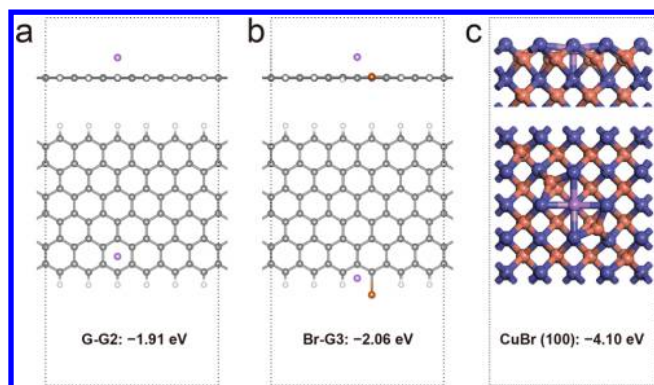 a
b
c
G-G2: −1.91 eV
Br-G3: −2.06 eV
CuBr (100): −4.10 eV